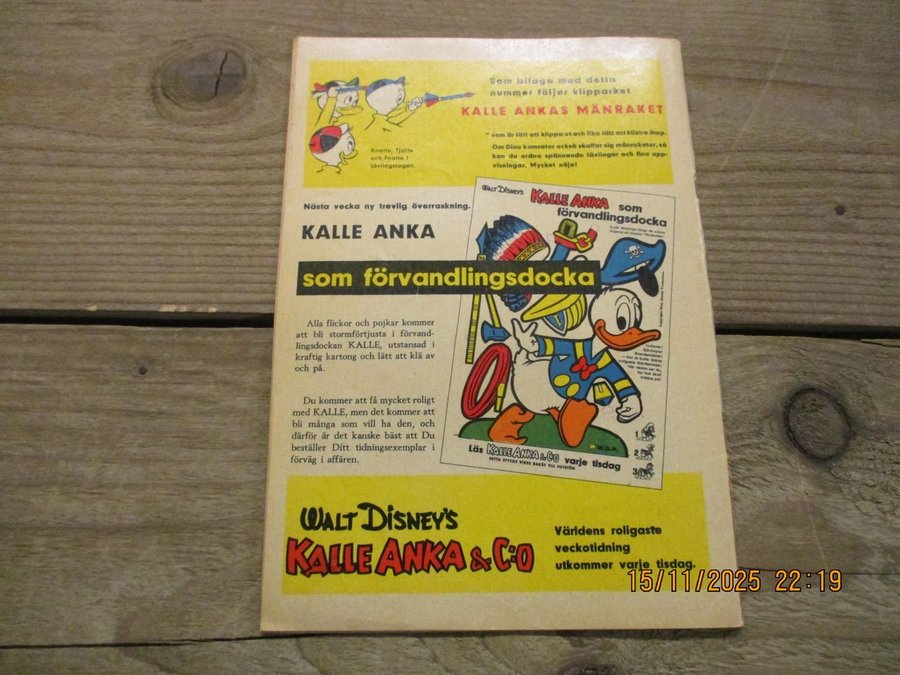 Som bilaga med detta
nummer följer klipparket
KALLE ANKAS MÅNRAKET
som är lätt att klippa ut och lika lätt att klistra ihop.
Om Dina kamrater också skaffar sig månraketer, så
kan du ordna spännande tävlingar och fina upp-
visningar. Mycket nöje!
Knatte, Fjatte
och Fnatte i
tävlingstagen.
Nästa vecka ny trevlig överraskning.
KALLE ANKA
som förvandlingsdocka
Alla flickor och pojkar kommer
att bli stormförtjusta i förvand-
lingsdockan KALLE, utstansad i
kraftig kartong och lätt att klä av
och på.
Du kommer att få mycket roligt
med KALLE, men det kommer att
bli många som vill ha den, och
därför är det kanske bäst att Du
beställer Ditt tidningsexemplar i
förväg i affären.
WALT DISNEY'S
KALLE ANKA som
förvandlingsdocka
W.D.P.
1
2
3
Läs KALLE ANKA & C:O varje tisdag
WALT DISNEY'S
KALLE ANKA & C:O
Världens roligaste
veckotidning
utkommer varje tisdag.
15/11/2025 22:19